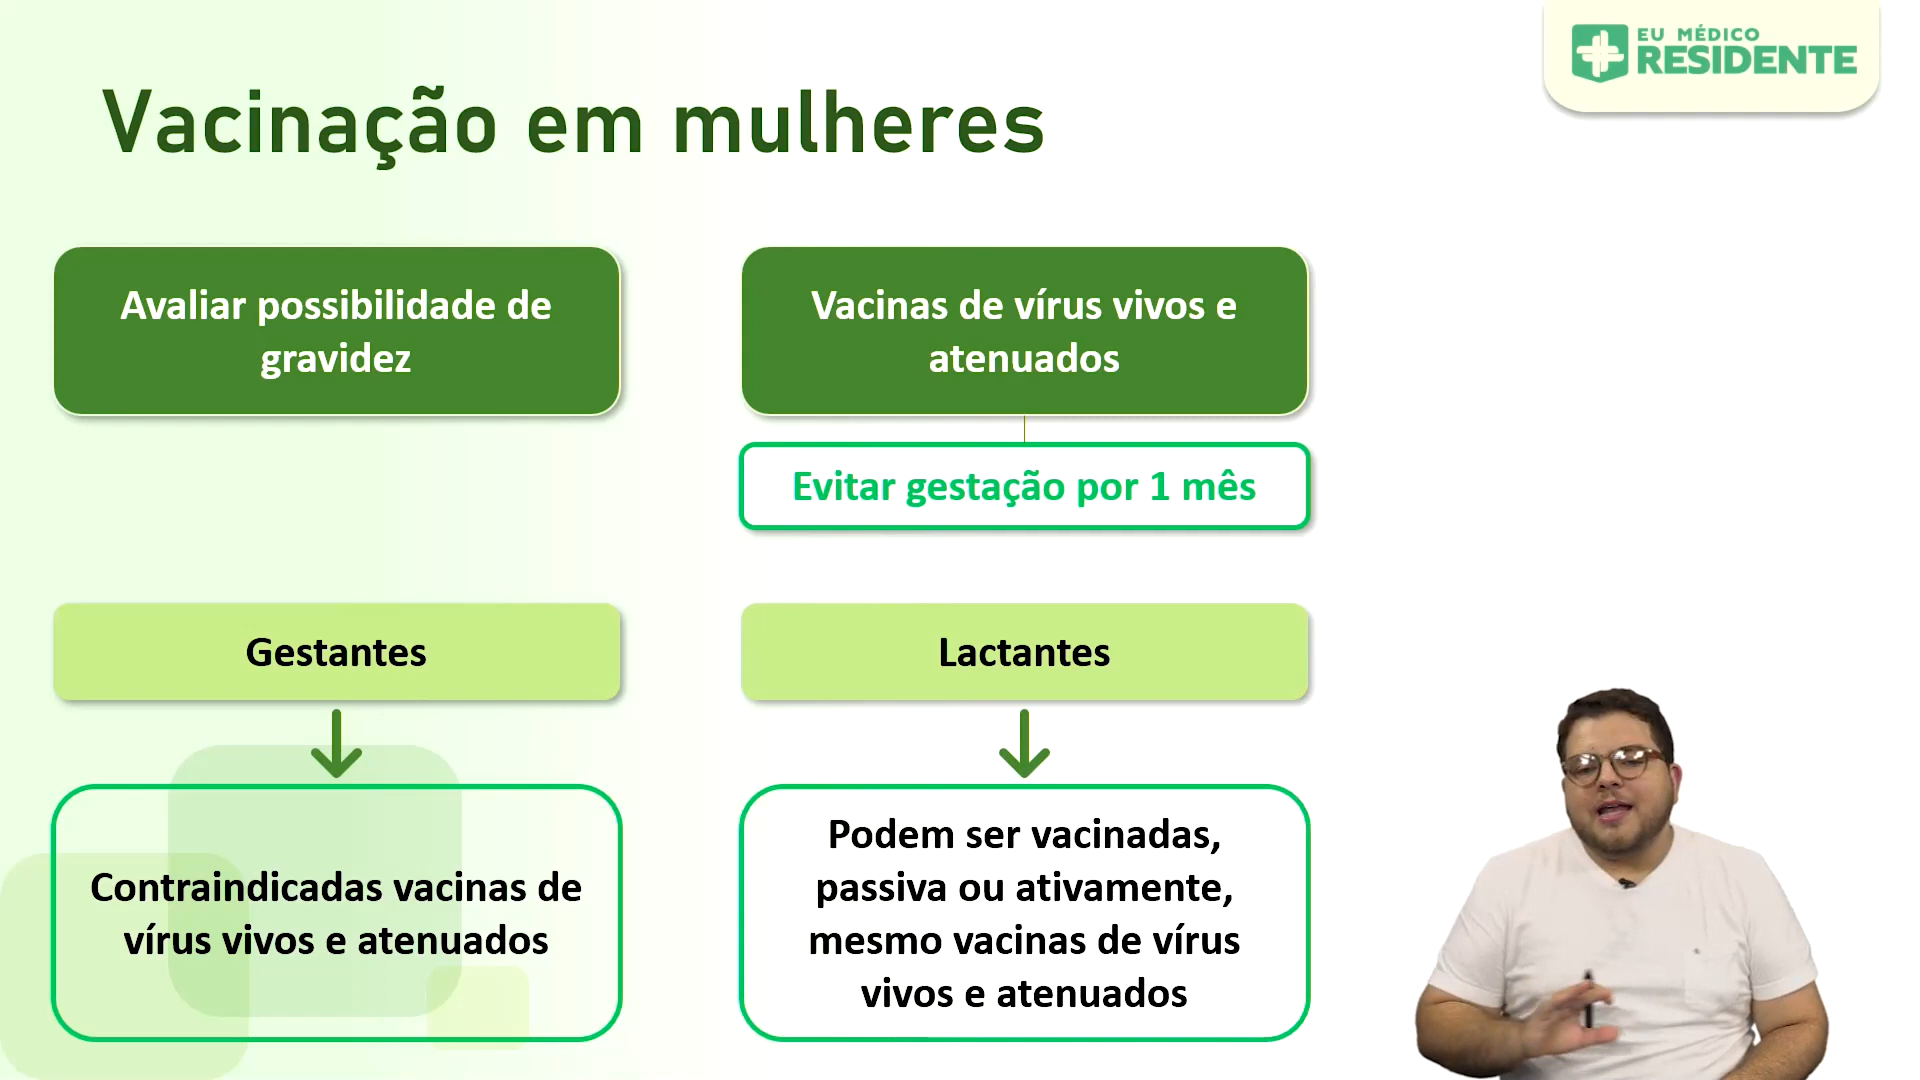 EU MÉDICO
RESIDENTE
Vacinação em mulheres
Avaliar possibilidade de
gravidez
Vacinas de vírus vivos e
atenuados
Evitar gestação por 1 mês
Gestantes
Lactantes
Contraindicadas vacinas de
vírus vivos e atenuados
Podem ser vacinadas,
passiva ou ativamente,
mesmo vacinas de vírus
vivos e atenuados